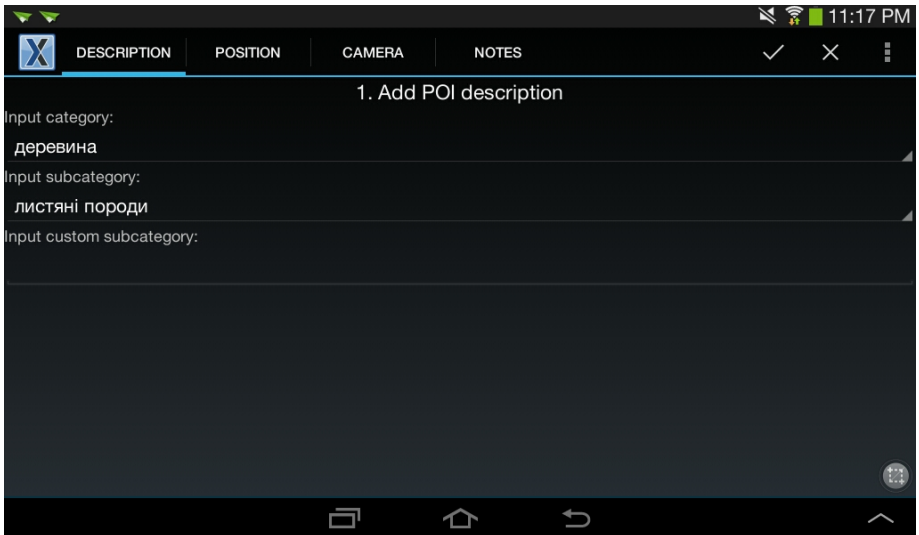 11:17 PM
X DESCRIPTION POSITION CAMERA NOTES
1. Add POI description
Input category:
деревина
Input subcategory:
листяні породи
Input custom subcategory: